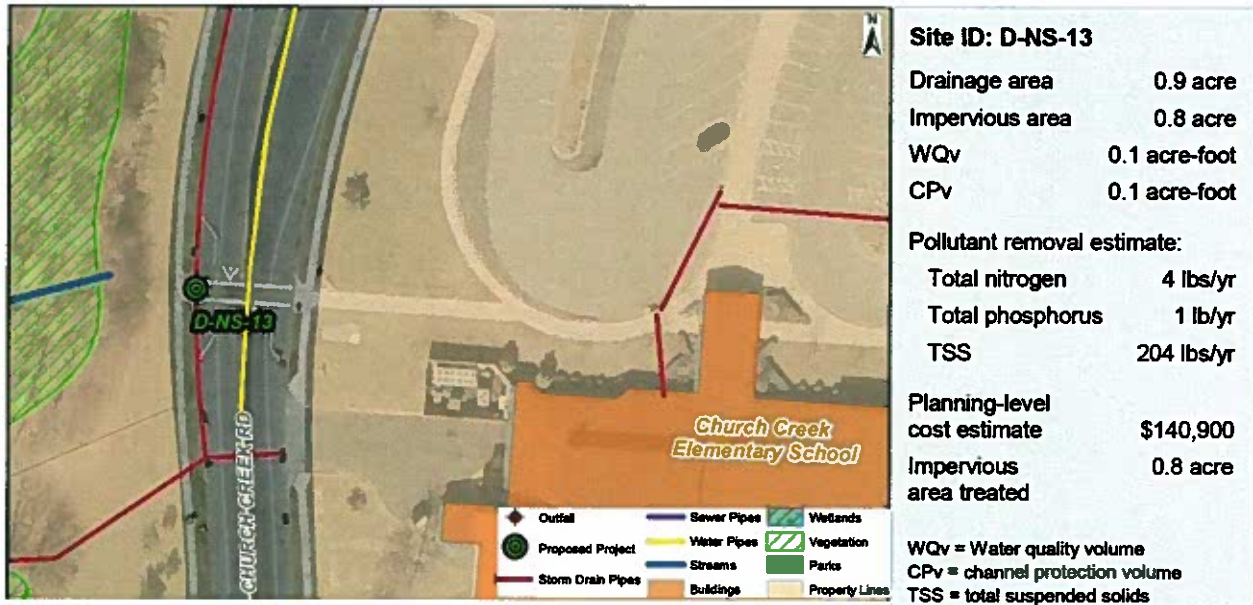 N
D-NS-13
CHURCH CREEK RD
Church Creek
Elementary School
Outfall
Proposed Project
Storm Drain Pipes
Sewer Pipes
Water Pipes
Streams
Buildings
Wetlands
Vegetation
Parks
Property Lines
Site ID: D-NS-13
Drainage area 0.9 acre
Impervious area 0.8 acre
WQv 0.1 acre-foot
CPv 0.1 acre-foot
Pollutant removal estimate:
Total nitrogen 4 lbs/yr
Total phosphorus 1 lb/yr
TSS 204 lbs/yr
Planning-level
cost estimate $140,900
Impervious 0.8 acre
area treated
WQv = Water quality volume
CPv = channel protection volume
TSS = total suspended solids